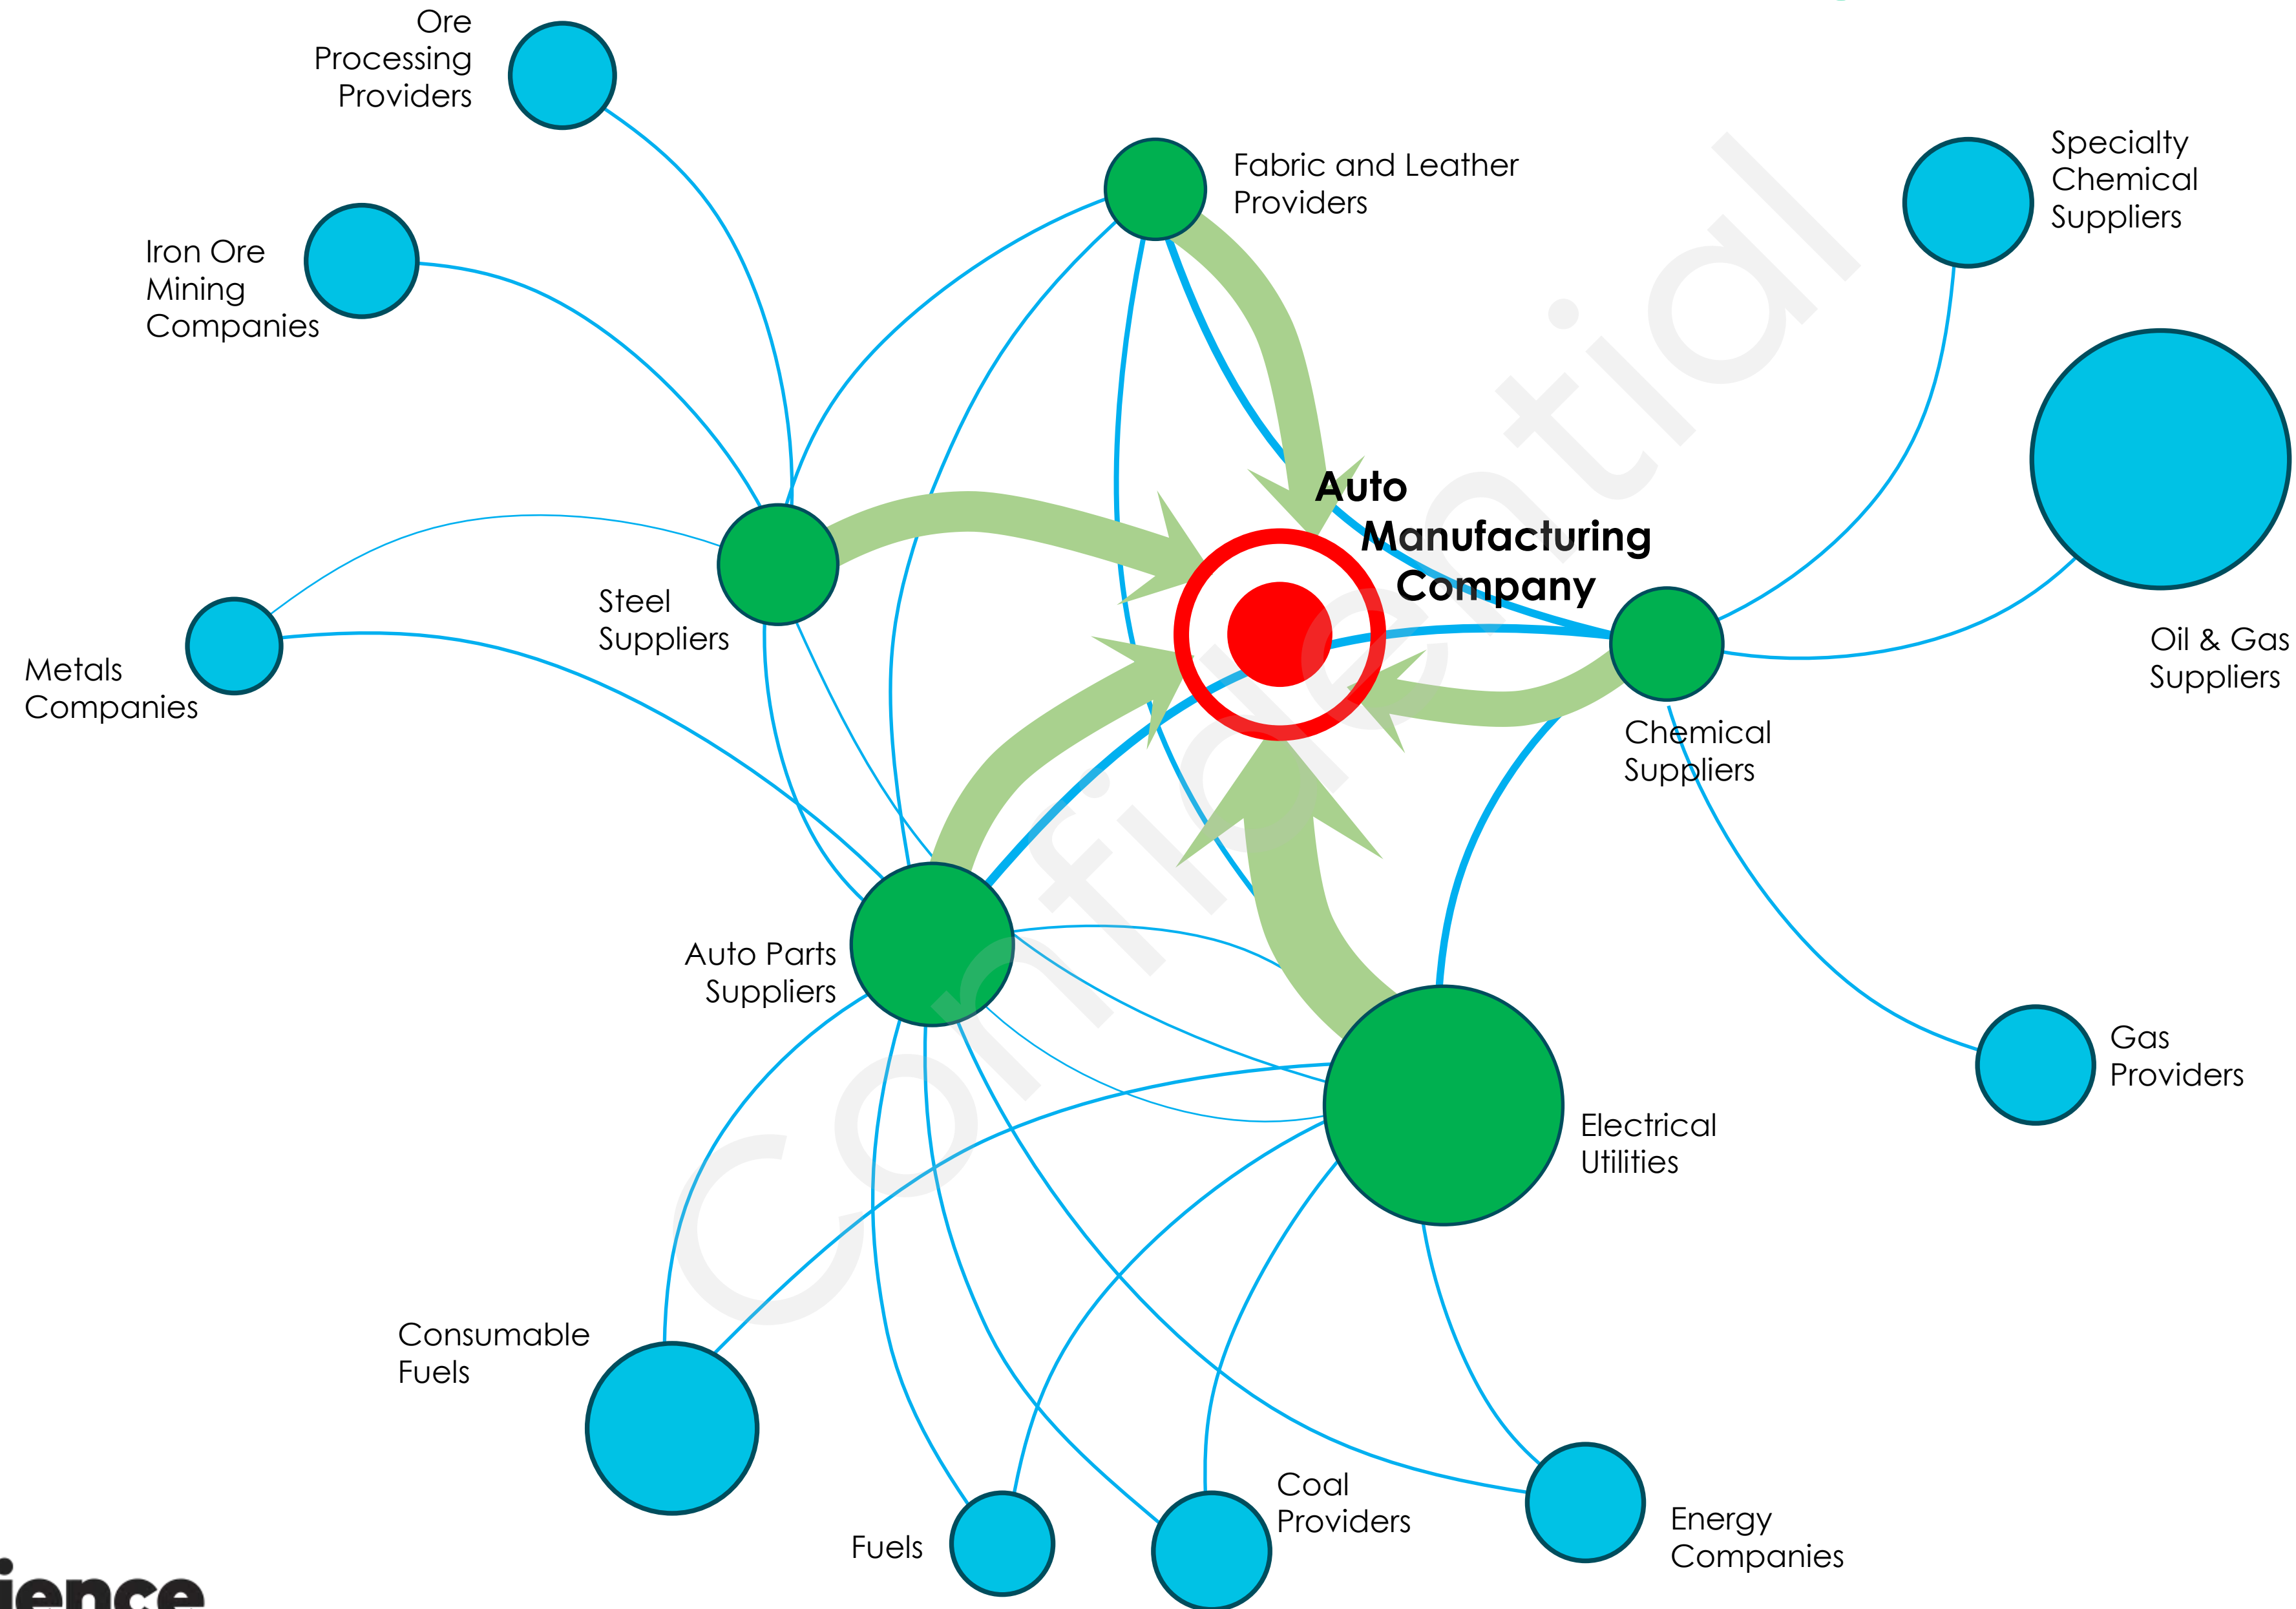 Ore
Processing
Providers
Fabric and Leather
Providers
Specialty
Chemical
Suppliers
Iron Ore
Mining
Companies
Auto
Manufacturing
Company
Steel
Suppliers
Metals
Companies
Oil & Gas
Suppliers
Chemical
Suppliers
Auto Parts
Suppliers
Gas
Providers
Electrical
Utilities
Consumable
Fuels
Coal
Providers
Energy
Companies
Fuels
Confidential
ience